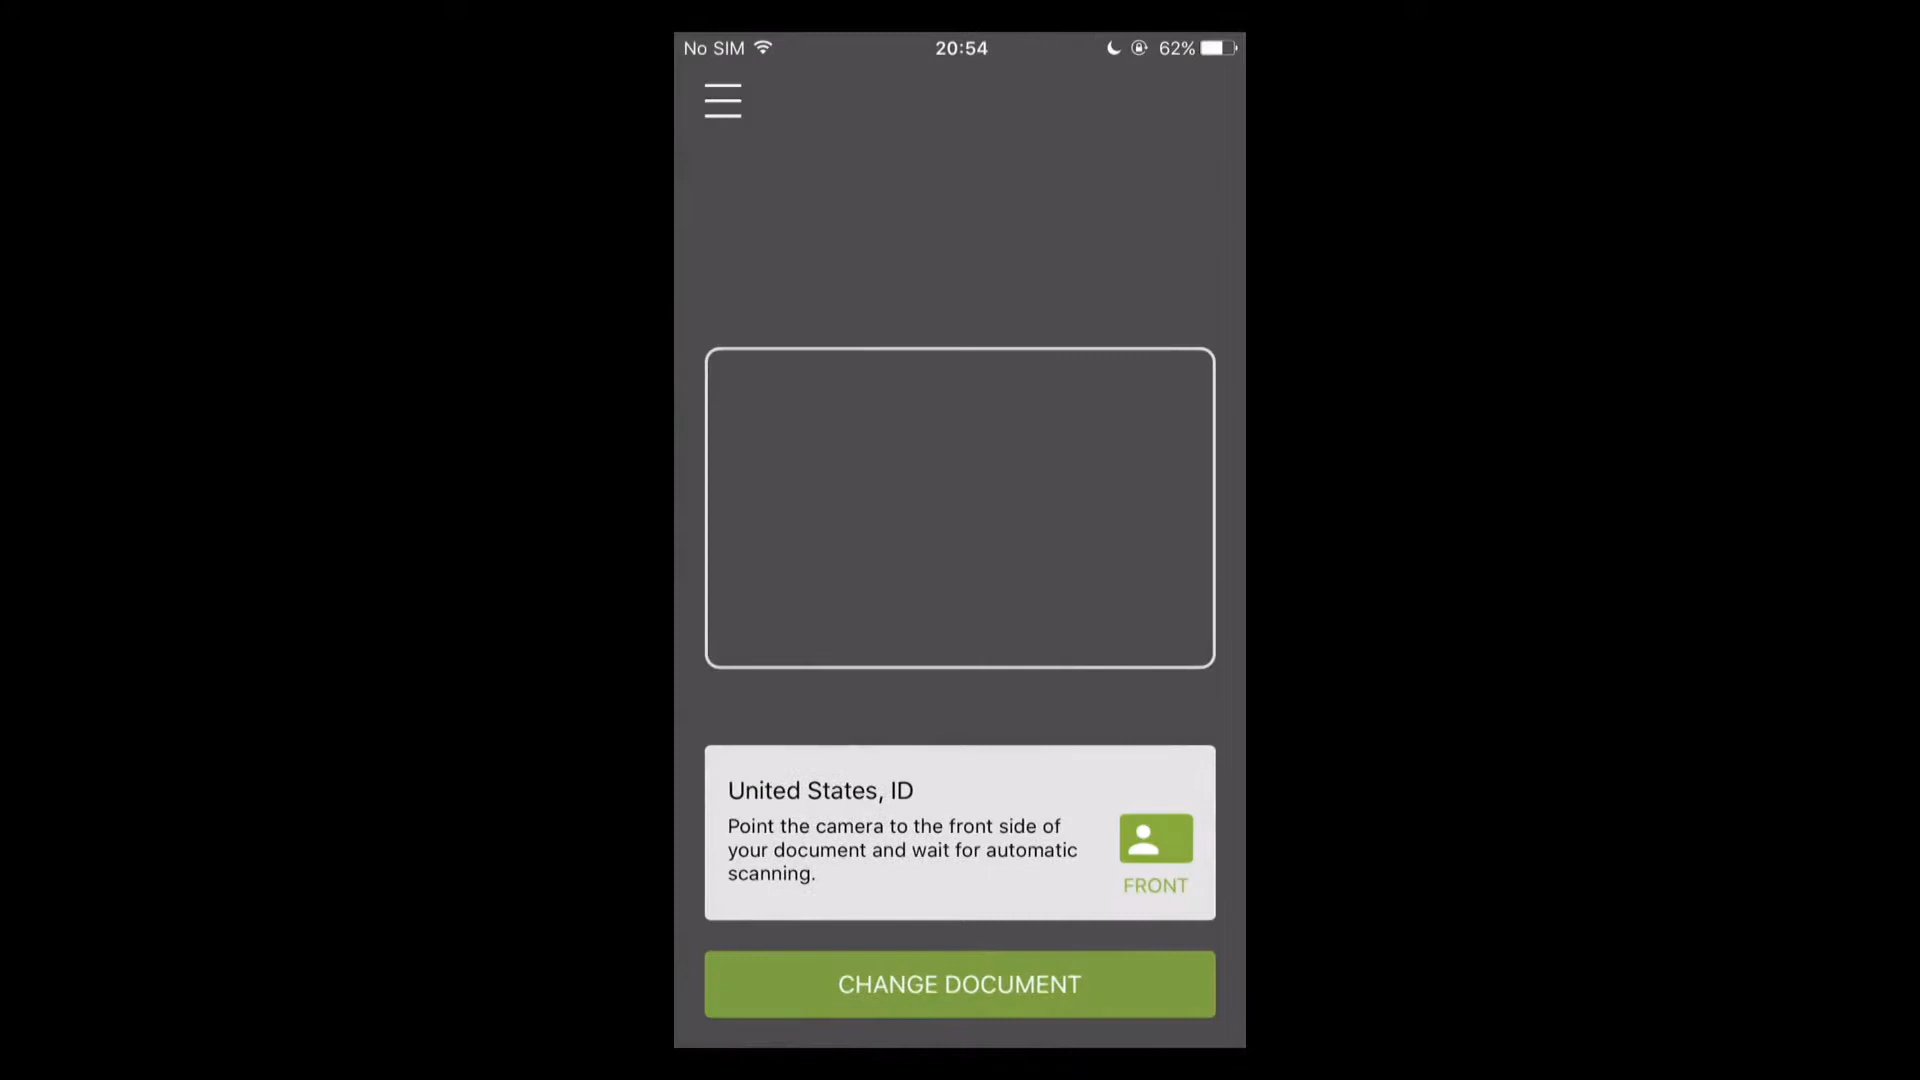 No SIM 20:54 62%
United States, ID
Point the camera to the front side of
your document and wait for automatic
scanning.
FRONT
CHANGE DOCUMENT